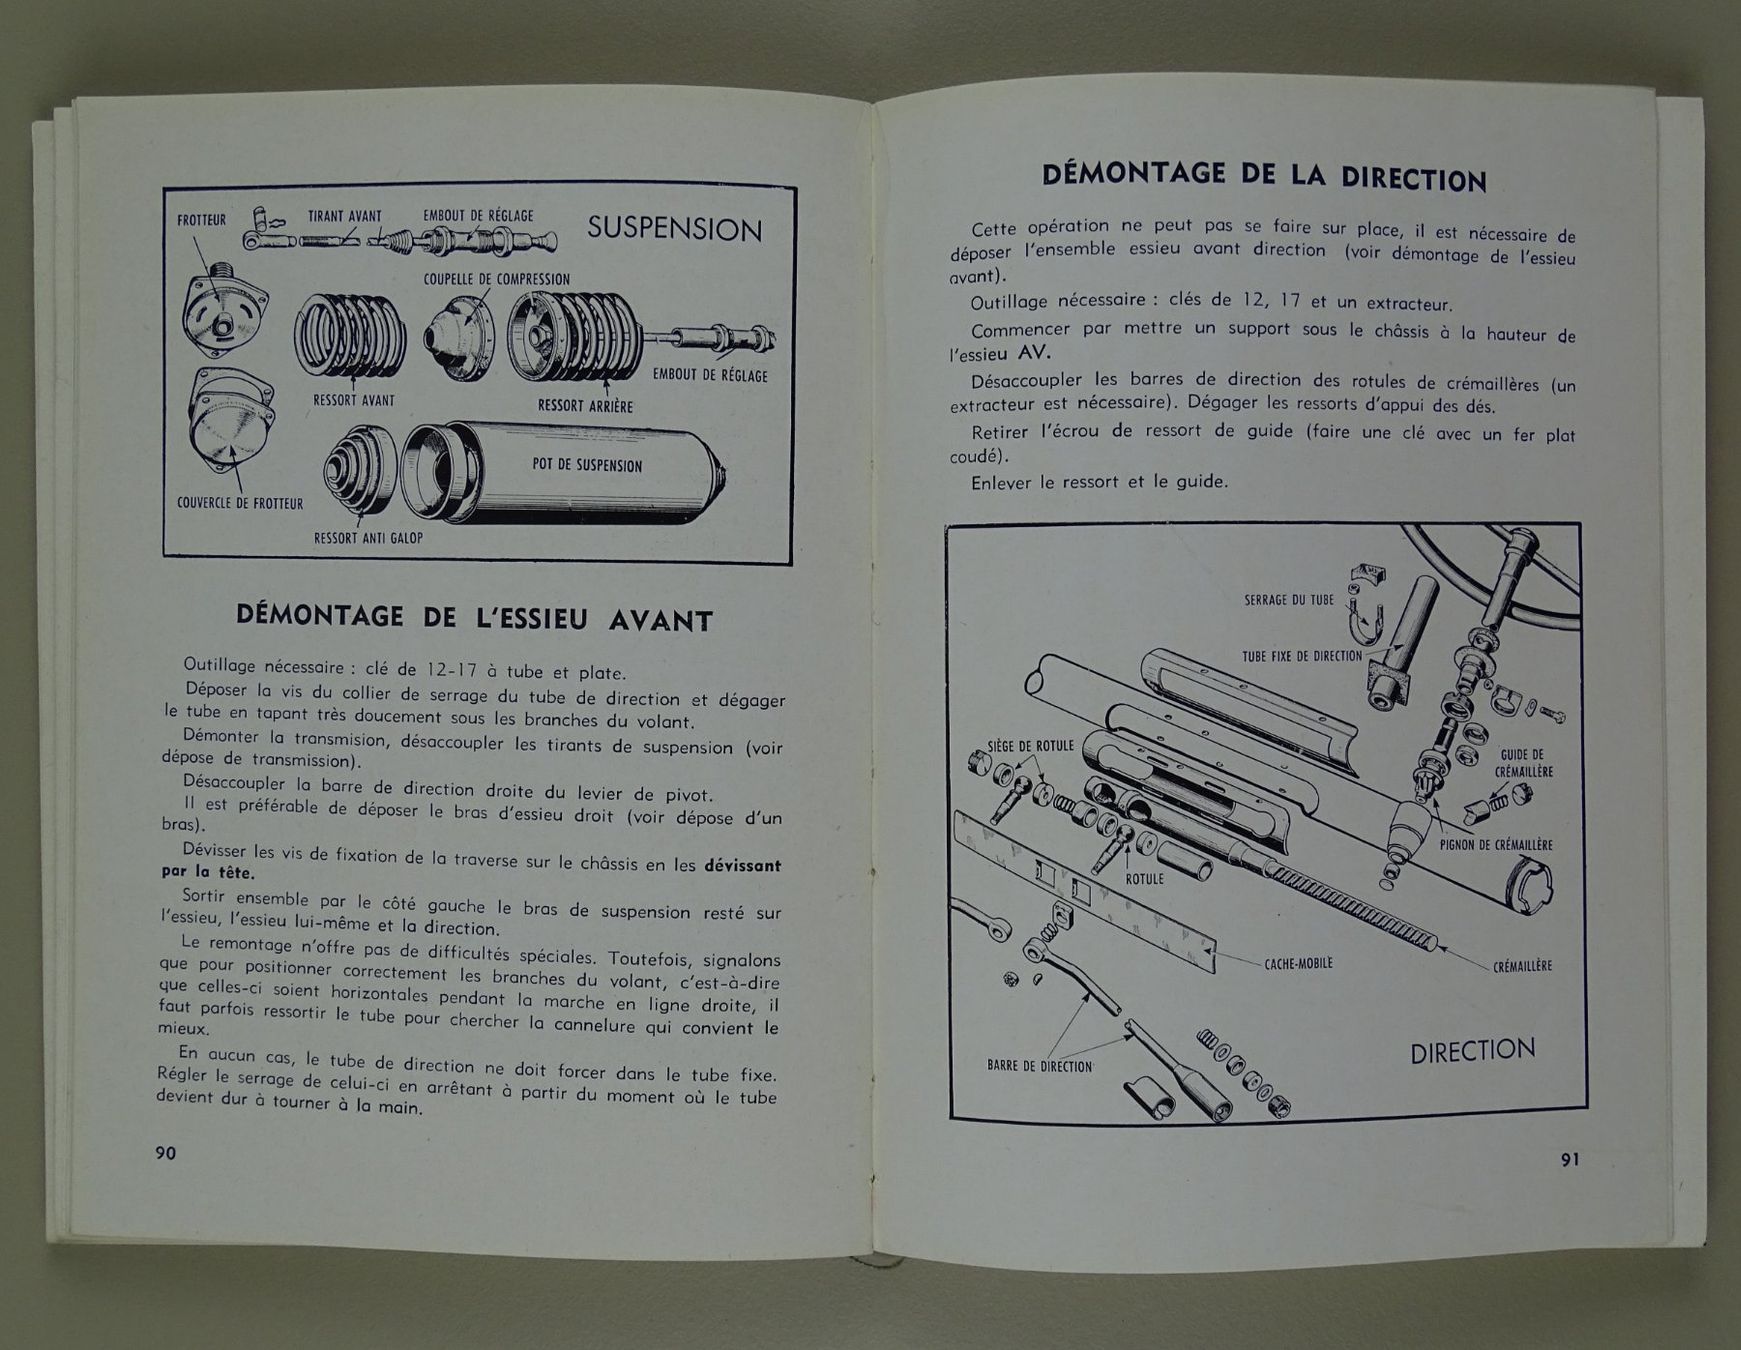 FROTTEUR
TIRANT AVANT
EMBOUT DE RÉGLAGE
SUSPENSION
COUPELLE DE COMPRESSION
EMBOUT DE RÉGLAGE
RESSORT AVANT
RESSORT ARRIÈRE
POT DE SUSPENSION
COUVERCLE DE FROTTEUR
RESSORT ANTI GALOP
DÉMONTAGE DE L'ESSIEU AVANT
Outillage nécessaire : clé de 12-17 à tube et plate.
Déposer la vis du collier de serrage du tube de direction et dégager
le tube en tapant très doucement sous les branches du volant.
Démonter la transmision, désaccoupler les tirants de suspension (voir
dépose de transmission).
Désaccoupler la barre de direction droite du levier de pivot.
Il est préférable de déposer le bras d'essieu droit (voir dépose d'un
bras).
Dévisser les vis de fixation de la traverse sur le châssis en les dévissant
par la tête.
Sortir ensemble par le côté gauche le bras de suspension resté sur
l'essieu, l'essieu lui-même et la direction.
Le remontage n'offre pas de difficultés spéciales. Toutefois, signalons
que pour positionner correctement les branches du volant, c'est-à-dire
que celles-ci soient horizontales pendant la marche en ligne droite, il
faut parfois ressortir le tube pour chercher la cannelure qui convient le
mieux.
En aucun cas, le tube de direction ne doit forcer dans le tube fixe.
Régler le serrage de celui-ci en arrêtant à partir du moment où le tube
devient dur à tourner à la main.
90
DÉMONTAGE DE LA DIRECTION
Cette opération ne peut pas se faire sur place, il est nécessaire de
déposer l'ensemble essieu avant direction (voir démontage de l'essieu
avant).
Outillage nécessaire : clés de 12, 17 et un extracteur.
Commencer par mettre un support sous le châssis à la hauteur de
l'essieu AV.
Désaccoupler les barres de direction des rotules de crémaillères (un
extracteur est nécessaire). Dégager les ressorts d'appui des dés.
Retirer l'écrou de ressort de guide (faire une clé avec un fer plat
coudé).
Enlever le ressort et le guide.
SERRAGE DU TUBE
TUBE FIXE DE DIRECTION
SIÈGE DE ROTULE
GUIDE DE
CRÉMAILLÈRE
PIGNON DE CRÉMAILLÈRE
ROTULE
CACHE-MOBILE
CRÉMAILLÈRE
BARRE DE DIRECTION
DIRECTION
91